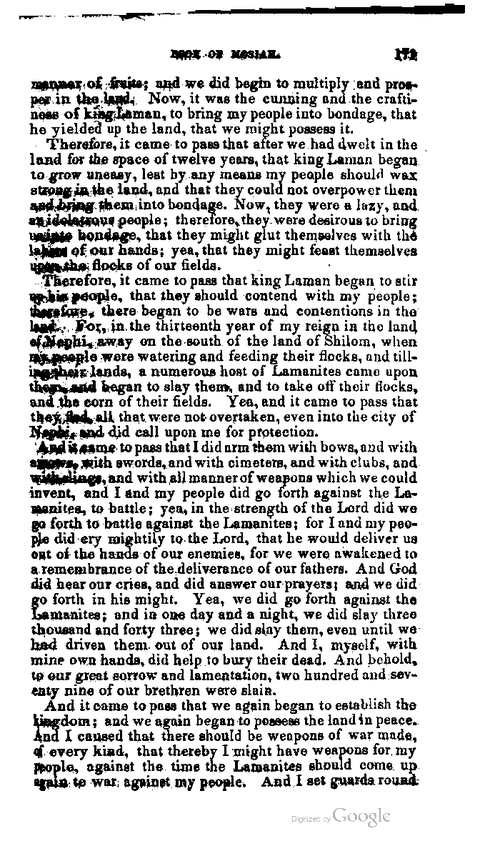 BOOK OF MOSIAH. 171
manner of fruits; and we did begin to multiply and pros-
per in the land. Now, it was the cunning and the crafti-
ness of king Laman, to bring my people into bondage, that
he yielded up the land, that we might possess it.
Therefore, it came to pass that after we had dwelt in the
land for the space of twelve years, that king Laman began
to grow uneasy, lest by any means my people should wax
strong in the land, and that they could not overpower them
and bring them into bondage. Now, they were a lazy, and
an idolatrous people; therefore, they were desirous to bring
us into bondage, that they might glut themselves with the
labors of our hands; yea, that they might feast themselves
upon the flocks of our fields.
Therefore, it came to pass that king Laman began to stir
up his people, that they should contend with my people;
therefore, there began to be wars and contentions in the
land. For, in the thirteenth year of my reign in the land
of Nephi, away on the south of the land of Shilom, when
my people were watering and feeding their flocks, and till-
ing their lands, a numerous host of Lamanites came upon
them, and began to slay them, and to take off their flocks,
and the corn of their fields. Yea, and it came to pass that
they fled, all that were not overtaken, even into the city of
Nephi, and did call upon me for protection.
And it came to pass that I did arm them with bows, and with
arrows, with swords, and with cimeters, and with clubs, and
with slings, and with all manner of weapons which we could
invent, and I and my people did go forth against the La-
manites, to battle; yea, in the strength of the Lord did we
go forth to battle against the Lamanites; for I and my peo-
ple did cry mightily to the Lord, that he would deliver us
out of the hands of our enemies, for we were awakened to
a remembrance of the deliverance of our fathers. And God
did hear our cries, and did answer our prayers; and we did
go forth in his might. Yea, we did go forth against the
Lamanites; and in one day and a night, we did slay three
thousand and forty three; we did slay them, even until we
had driven them out of our land. And I, myself, with
mine own hands, did help to bury their dead. And behold,
to our great sorrow and lamentation, two hundred and sev-
enty nine of our brethren were slain.
And it came to pass that we again began to establish the
kingdom; and we again began to possess the land in peace.
And I caused that there should be weapons of war made,
of every kind, that thereby I might have weapons for my
people, against the time the Lamanites should come up
again to war against my people. And I set guards round
Digitized by Google